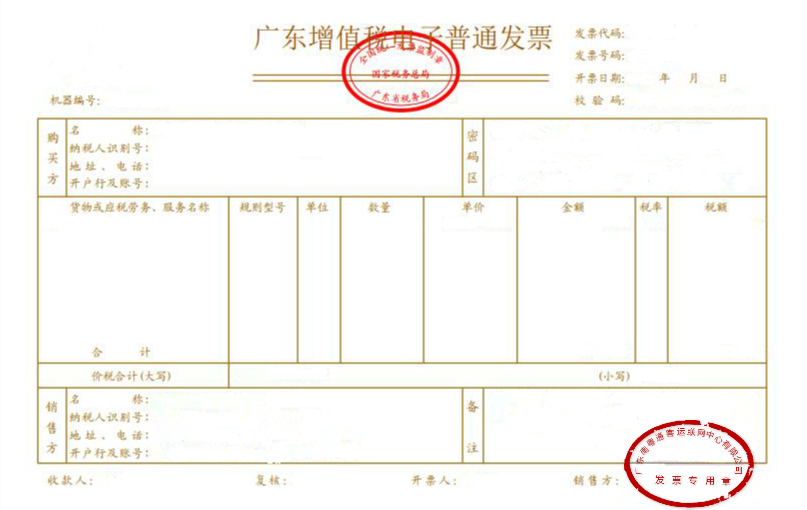 广东增值税电子普通发票
发票代码:
发票号码:
开票日期: 年 月 日
校 验 码:
机器编号:
全国统一发票监制章
国家税务总局
广东省税务局
购买方
名 称:
纳税人识别号:
地 址 、 电 话:
开户行及账号:
密码区
货物或应税劳务、服务名称 规则型号 单位 数量 单价 金额 税率 税额
合 计
价税合计(大写) (小写)
销售方
名 称:
纳税人识别号:
地 址 、 电 话:
开户行及账号:
备注
广东南粤通客运联网中心有限公司
发票专用章
收款人: 复核: 开票人: 销售方: